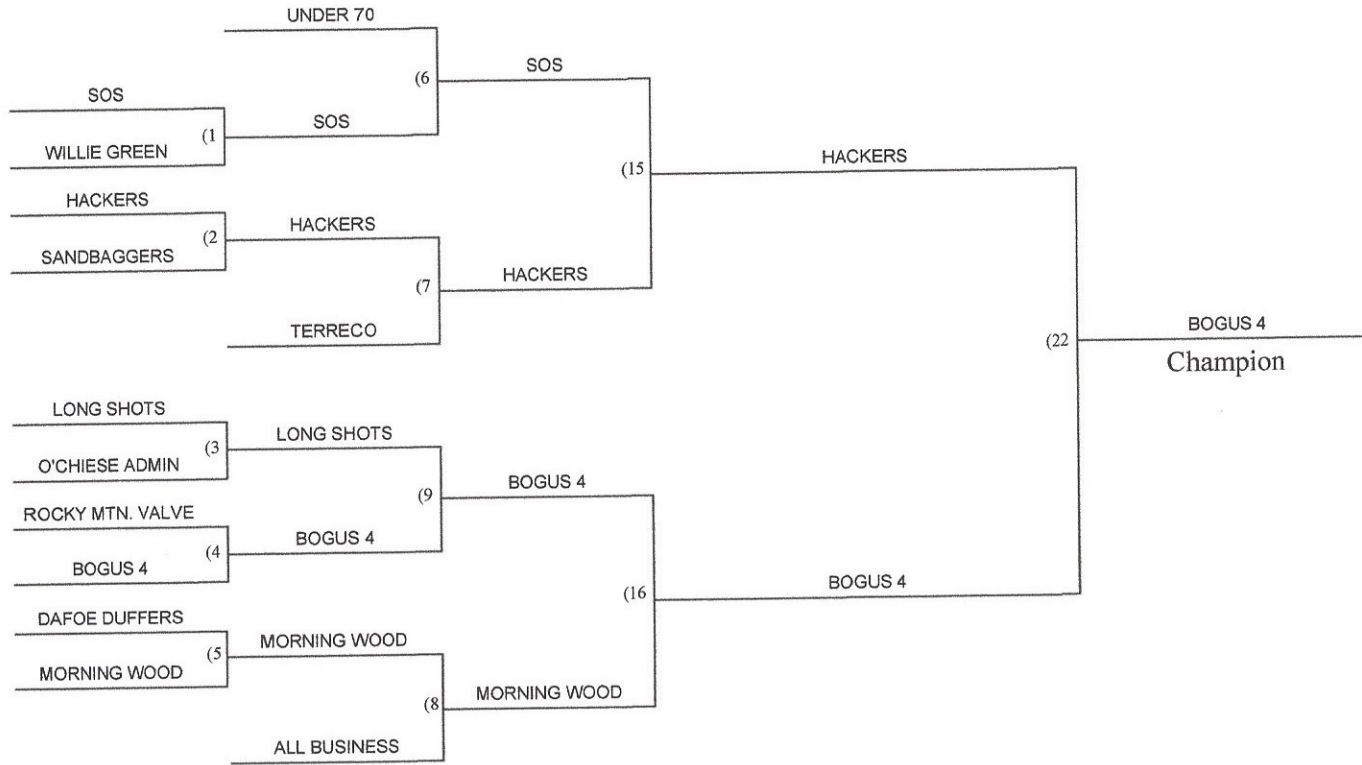 UNDER 70
(6
SOS
SOS
(1
SOS
WILLIE GREEN
(15
HACKERS
HACKERS
(2
HACKERS
SANDBAGGERS
(7
HACKERS
TERRECO
(22
BOGUS 4
Champion
LONG SHOTS
(3
LONG SHOTS
O'CHIESE ADMIN
(9
BOGUS 4
ROCKY MTN. VALVE
(4
BOGUS 4
BOGUS 4
(16
BOGUS 4
DAFOE DUFFERS
(5
MORNING WOOD
MORNING WOOD
(8
MORNING WOOD
ALL BUSINESS